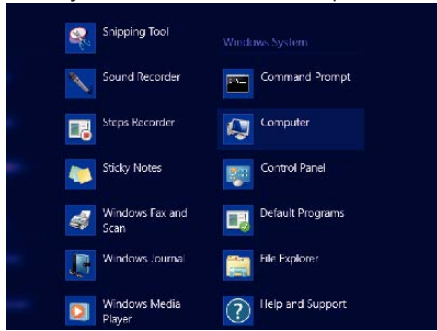 Snipping Tool
Sound Recorder
Steps Recorder
Sticky Notes
Windows Fax and
Scan
Windows Journal
Windows Media
Player
Windows System
Command Prompt
Computer
Control Panel
Default Programs
File Explorer
Help and Support